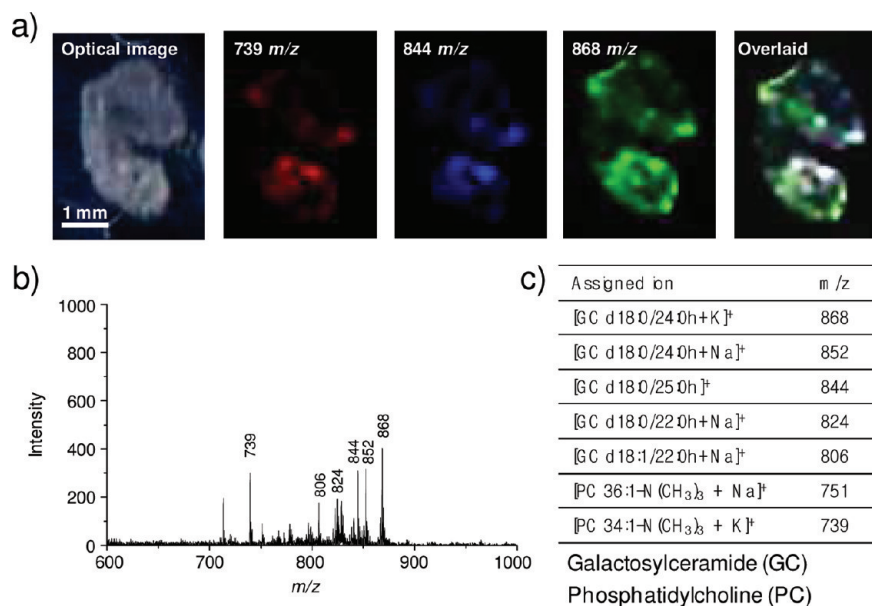 a)
Optical image
739 m/z
844 m/z
868 m/z
Overlaid
1 mm
b)
1000
800
600
400
200
0
Intensity
739
806
824
844
852
868
600
700
800
900
1000
m/z
c)
Assigned ion m/z
[GC d18:0/24:0h+K]⁺ 868
[GC d18:0/24:0h+Na]⁺ 852
[GC d18:0/25:0h]⁺ 844
[GC d18:0/22:0h+Na]⁺ 824
[GC d18:1/22:0h+Na]⁺ 806
[PC 36:1–N(CH₃)₃ + Na]⁺ 751
[PC 34:1–N(CH₃)₃ + K]⁺ 739
Galactosylceramide (GC)
Phosphatidylcholine (PC)